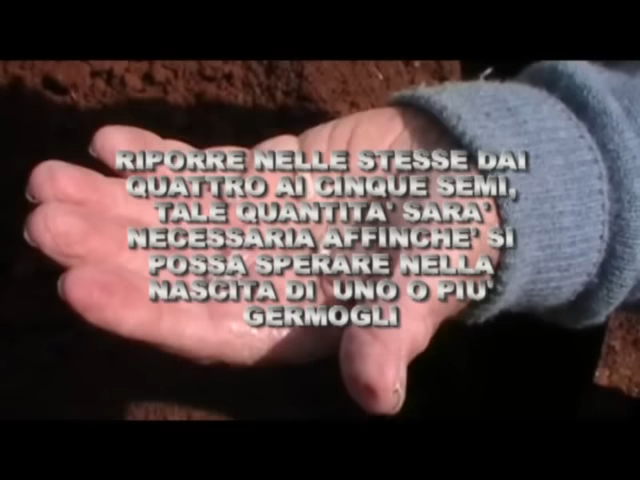 RIPORRE NELLE STESSE DAI
QUATTRO AI CINQUE SEMI,
TALE QUANTITA' SARA'
NECESSARIA AFFINCHE' SI
POSSA SPERARE NELLA
NASCITA DI UNO O PIU'
GERMOGLI